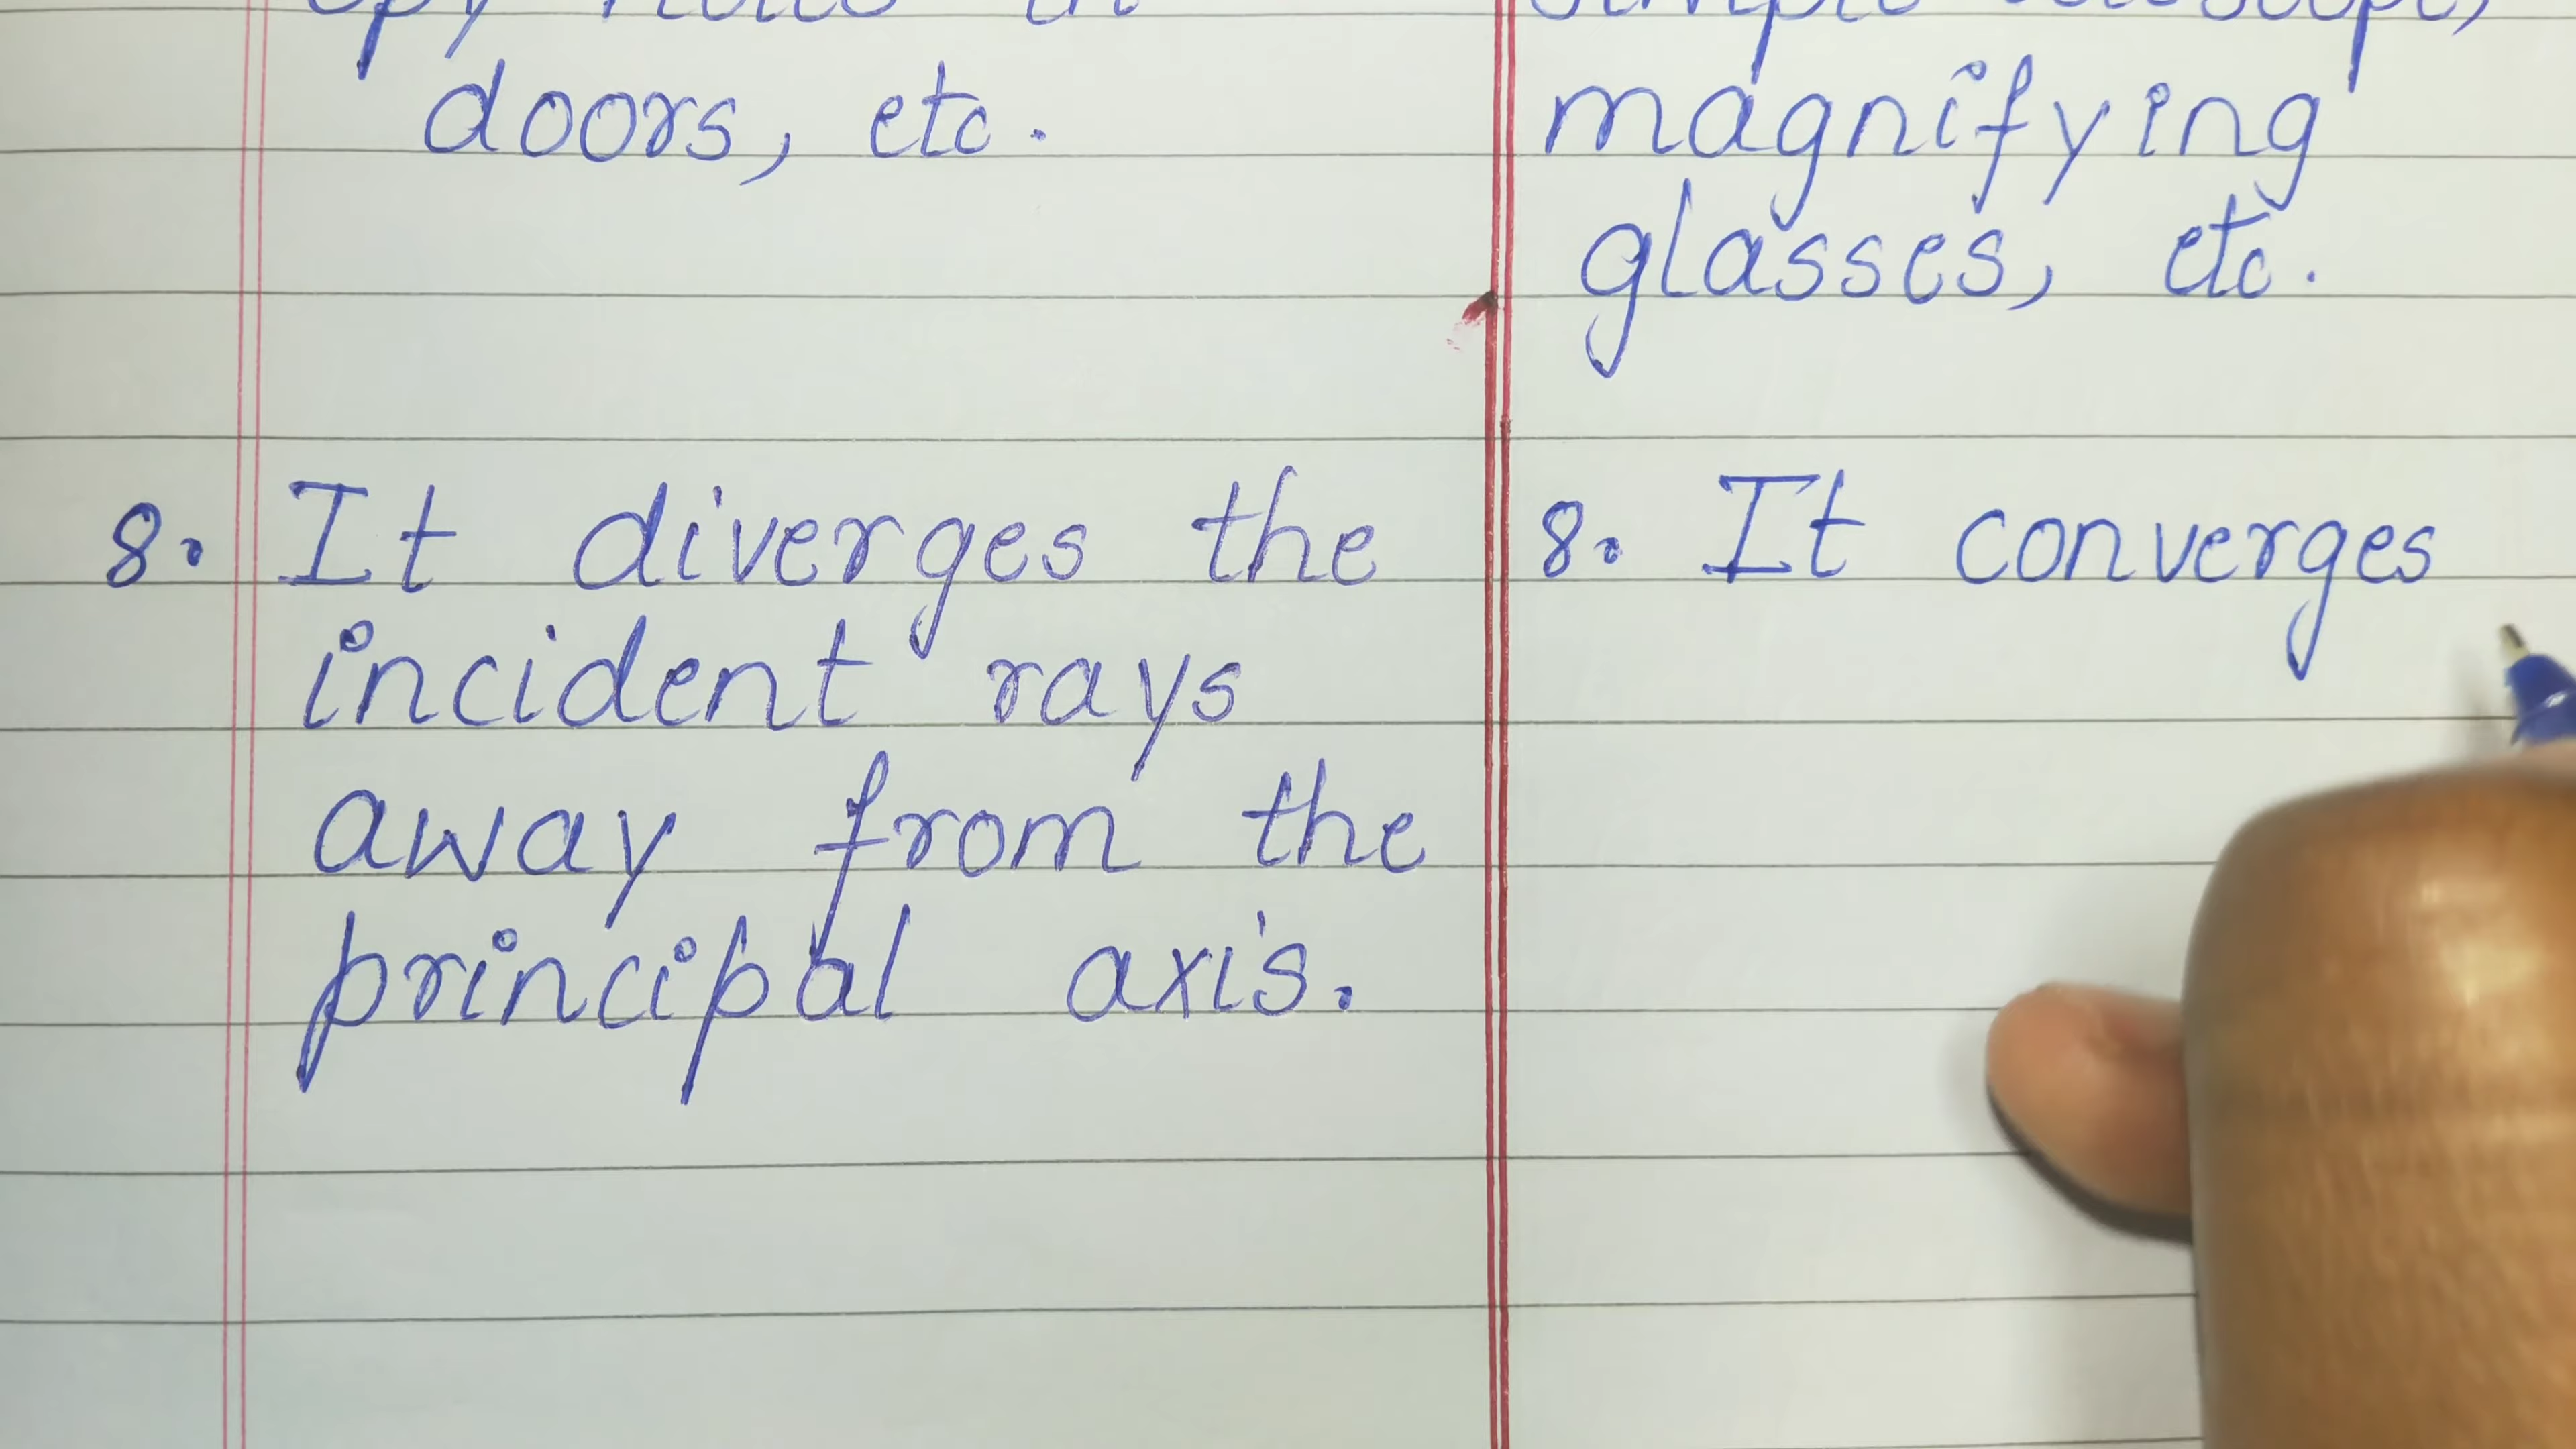 doors, etc.
8. It diverges the
incident rays
away from the
principal axis.
magnifying
glasses, etc.
8. It converges